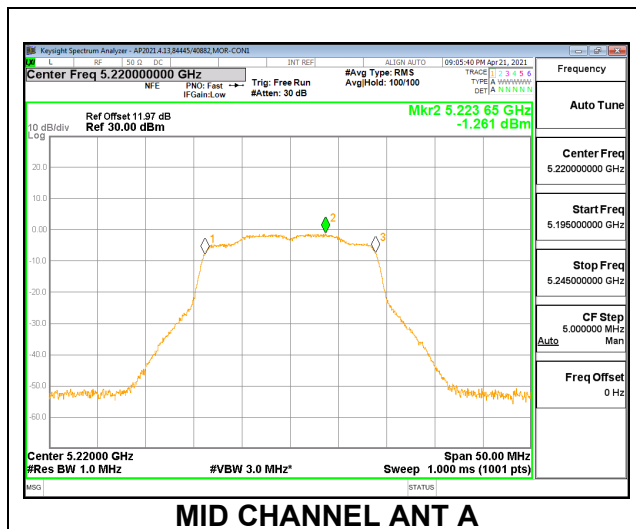 Keysight Spectrum Analyzer - AP2021.4.13,84445/40882,MOR-CON1
L RF 50 Ω DC INT REF ALIGN AUTO 09:05:40 PM Apr 21, 2021
Center Freq 5.220000000 GHz
NFE PNO: Fast IFGain:Low
Trig: Free Run
#Atten: 30 dB
#Avg Type: RMS
Avg|Hold: 100/100
TRACE 1 2 3 4 5 6
TYPE A WWWWW
DET A N N N N N
Frequency
Auto Tune
Center Freq
5.220000000 GHz
Start Freq
5.195000000 GHz
Stop Freq
5.245000000 GHz
CF Step
5.000000 MHz
Auto Man
Freq Offset
0 Hz
Mkr2 5.223 65 GHz
-1.261 dBm
Ref Offset 11.97 dB
10 dB/div Ref 30.00 dBm
Log
20.0
10.0
0.00
-10.0
-20.0
-30.0
-40.0
-50.0
-60.0
1
2
3
Center 5.22000 GHz Span 50.00 MHz
#Res BW 1.0 MHz #VBW 3.0 MHz* Sweep 1.000 ms (1001 pts)
MSG STATUS
MID CHANNEL ANT A